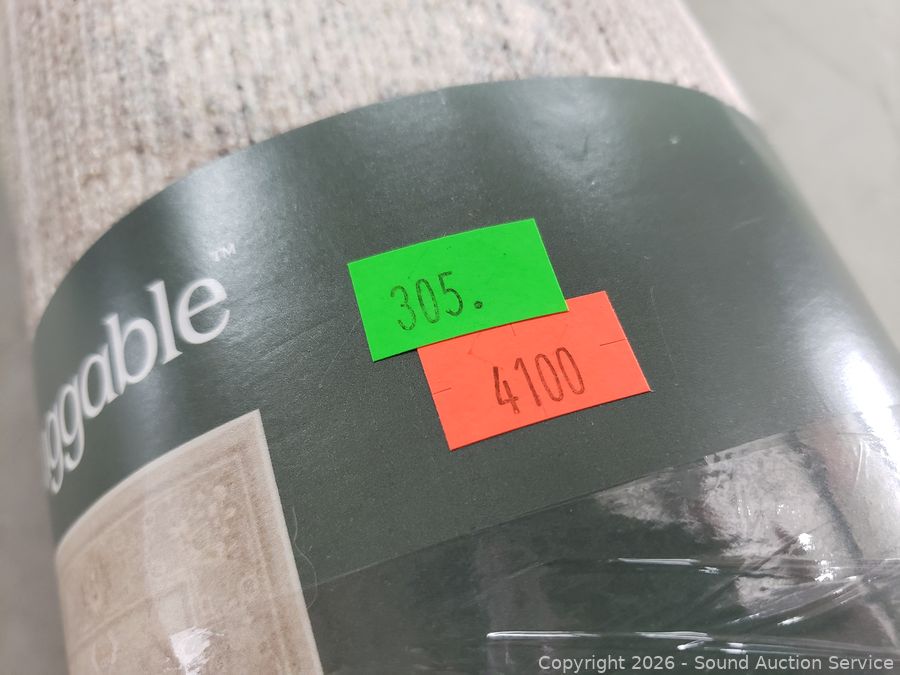 ggable™
305.
4100
Copyright 2026 - Sound Auction Service